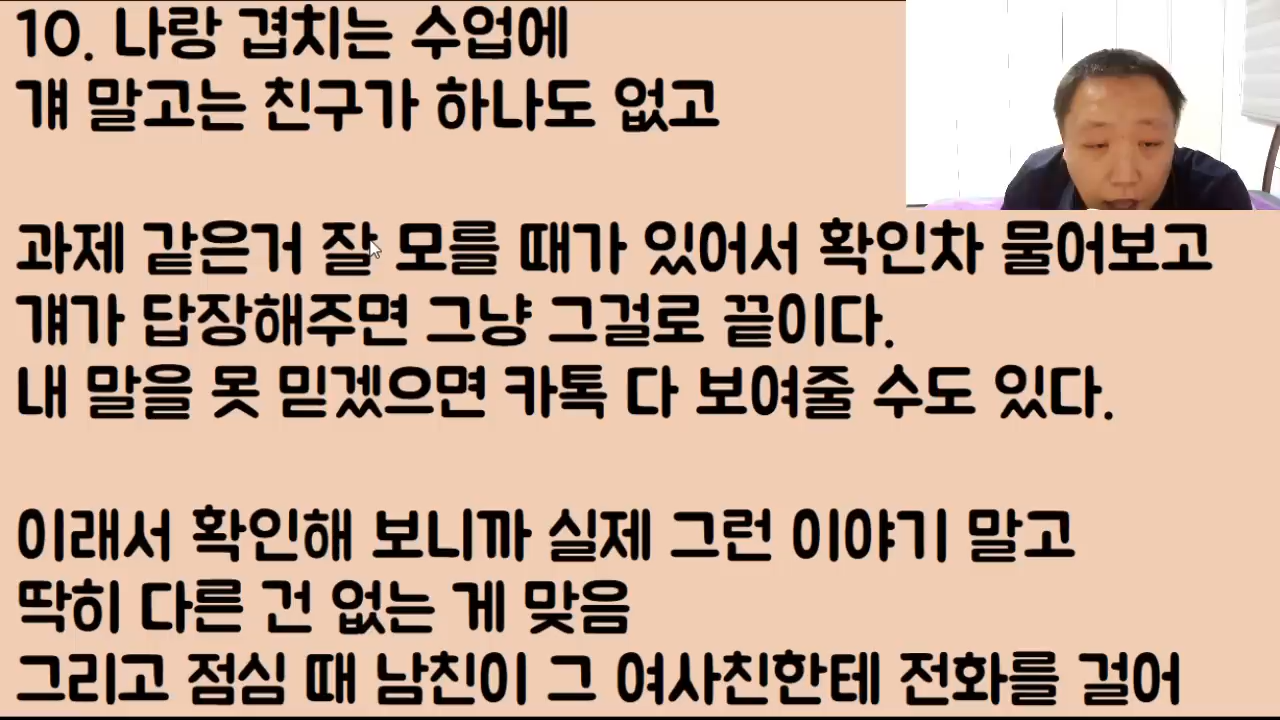 10. 나랑 겹치는 수업에
걔 말고는 친구가 하나도 없고
과제 같은거 잘 모를 때가 있어서 확인차 물어보고
걔가 답장해주면 그냥 그걸로 끝이다.
내 말을 못 믿겠으면 카톡 다 보여줄 수도 있다.
이래서 확인해 보니까 실제 그런 이야기 말고
딱히 다른 건 없는 게 맞음
그리고 점심 때 남친이 그 여사친한테 전화를 걸어